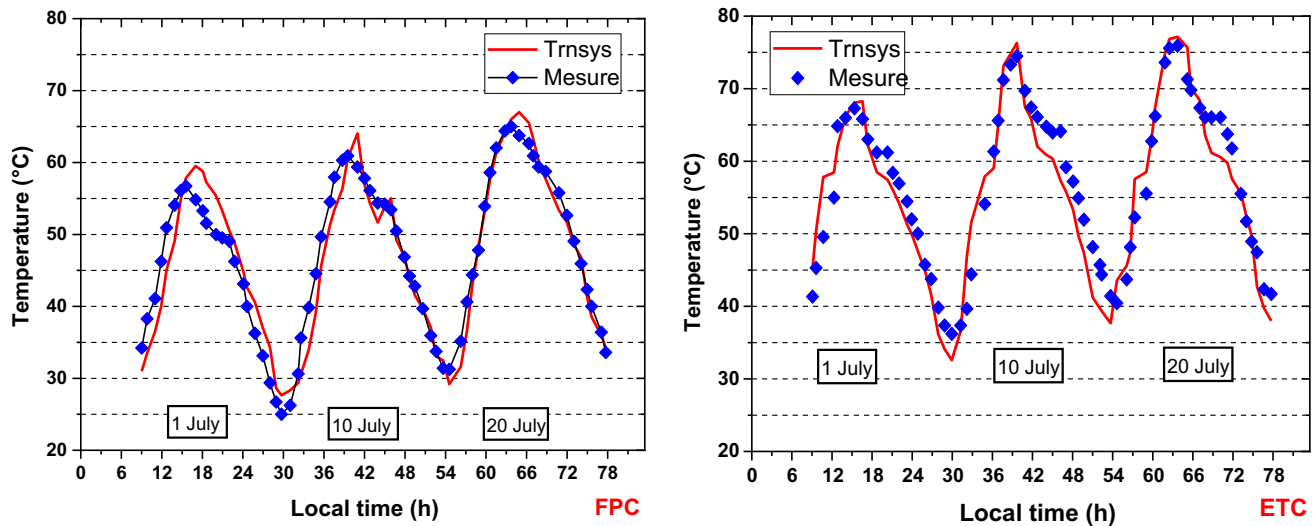 80
70
60
50
40
30
20
Temperature (°C)
Trnsys
Mesure
1 July
10 July
20 July
0 6 12 18 24 30 36 42 48 54 60 66 72 78
Local time (h)
FPC
80
70
60
50
40
30
20
Temperature (°C)
Trnsys
Mesure
1 July
10 July
20 July
0 6 12 18 24 30 36 42 48 54 60 66 72 78
Local time (h)
ETC